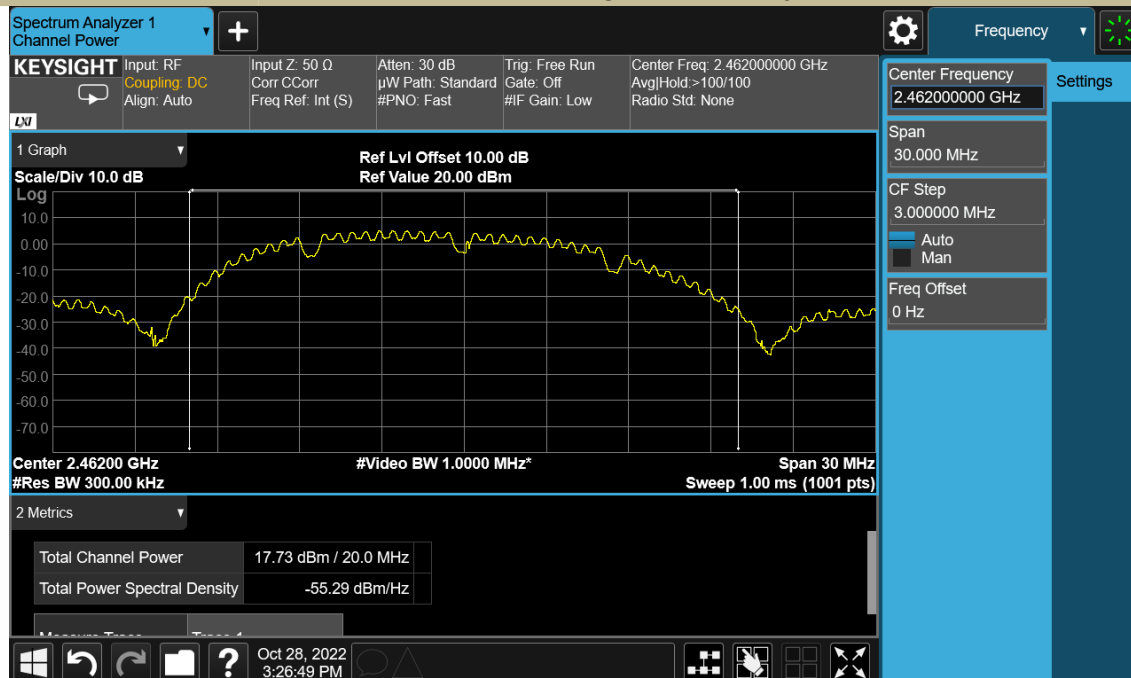 Spectrum Analyzer 1
Channel Power
+
Frequency
KEYSIGHT
LXI
Input: RF
Coupling: DC
Align: Auto
Input Z: 50 Ω
Corr CCorr
Freq Ref: Int (S)
Atten: 30 dB
µW Path: Standard
#PNO: Fast
Trig: Free Run
Gate: Off
#IF Gain: Low
Center Freq: 2.462000000 GHz
Avg|Hold:>100/100
Radio Std: None
Center Frequency
2.462000000 GHz
Settings
Span
30.000 MHz
CF Step
3.000000 MHz
Auto
Man
Freq Offset
0 Hz
1 Graph
Scale/Div 10.0 dB
Ref Lvl Offset 10.00 dB
Ref Value 20.00 dBm
Log
10.0
0.00
-10.0
-20.0
-30.0
-40.0
-50.0
-60.0
-70.0
Center 2.46200 GHz
#Video BW 1.0000 MHz*
Span 30 MHz
#Res BW 300.00 kHz
Sweep 1.00 ms (1001 pts)
2 Metrics
Total Channel Power 17.73 dBm / 20.0 MHz
Total Power Spectral Density -55.29 dBm/Hz
?
Oct 28, 2022
3:26:49 PM